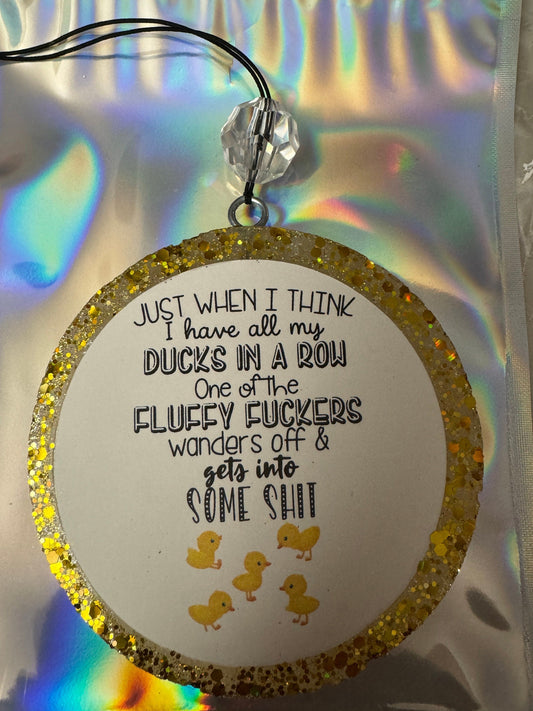 JUST WHEN I THINK
I have all my
DUCKS IN A ROW
One of the
FLUFFY FUCKERS
wanders off &
gets into
SOME SHIT